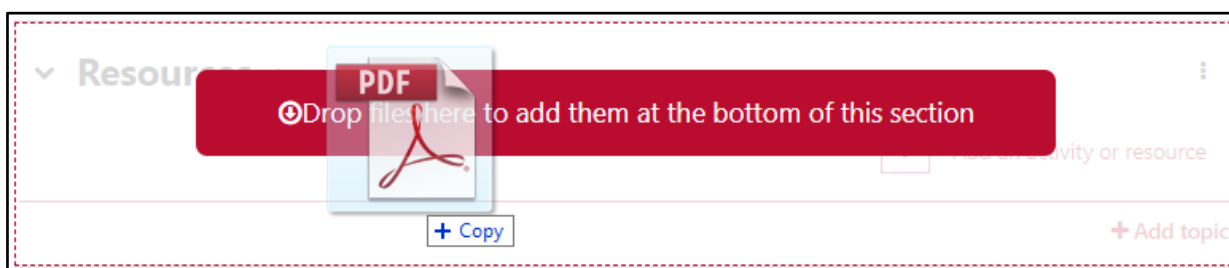 Resources
PDF
Drop files here to add them at the bottom of this section
Add an activity or resource
+ Copy
+ Add topic